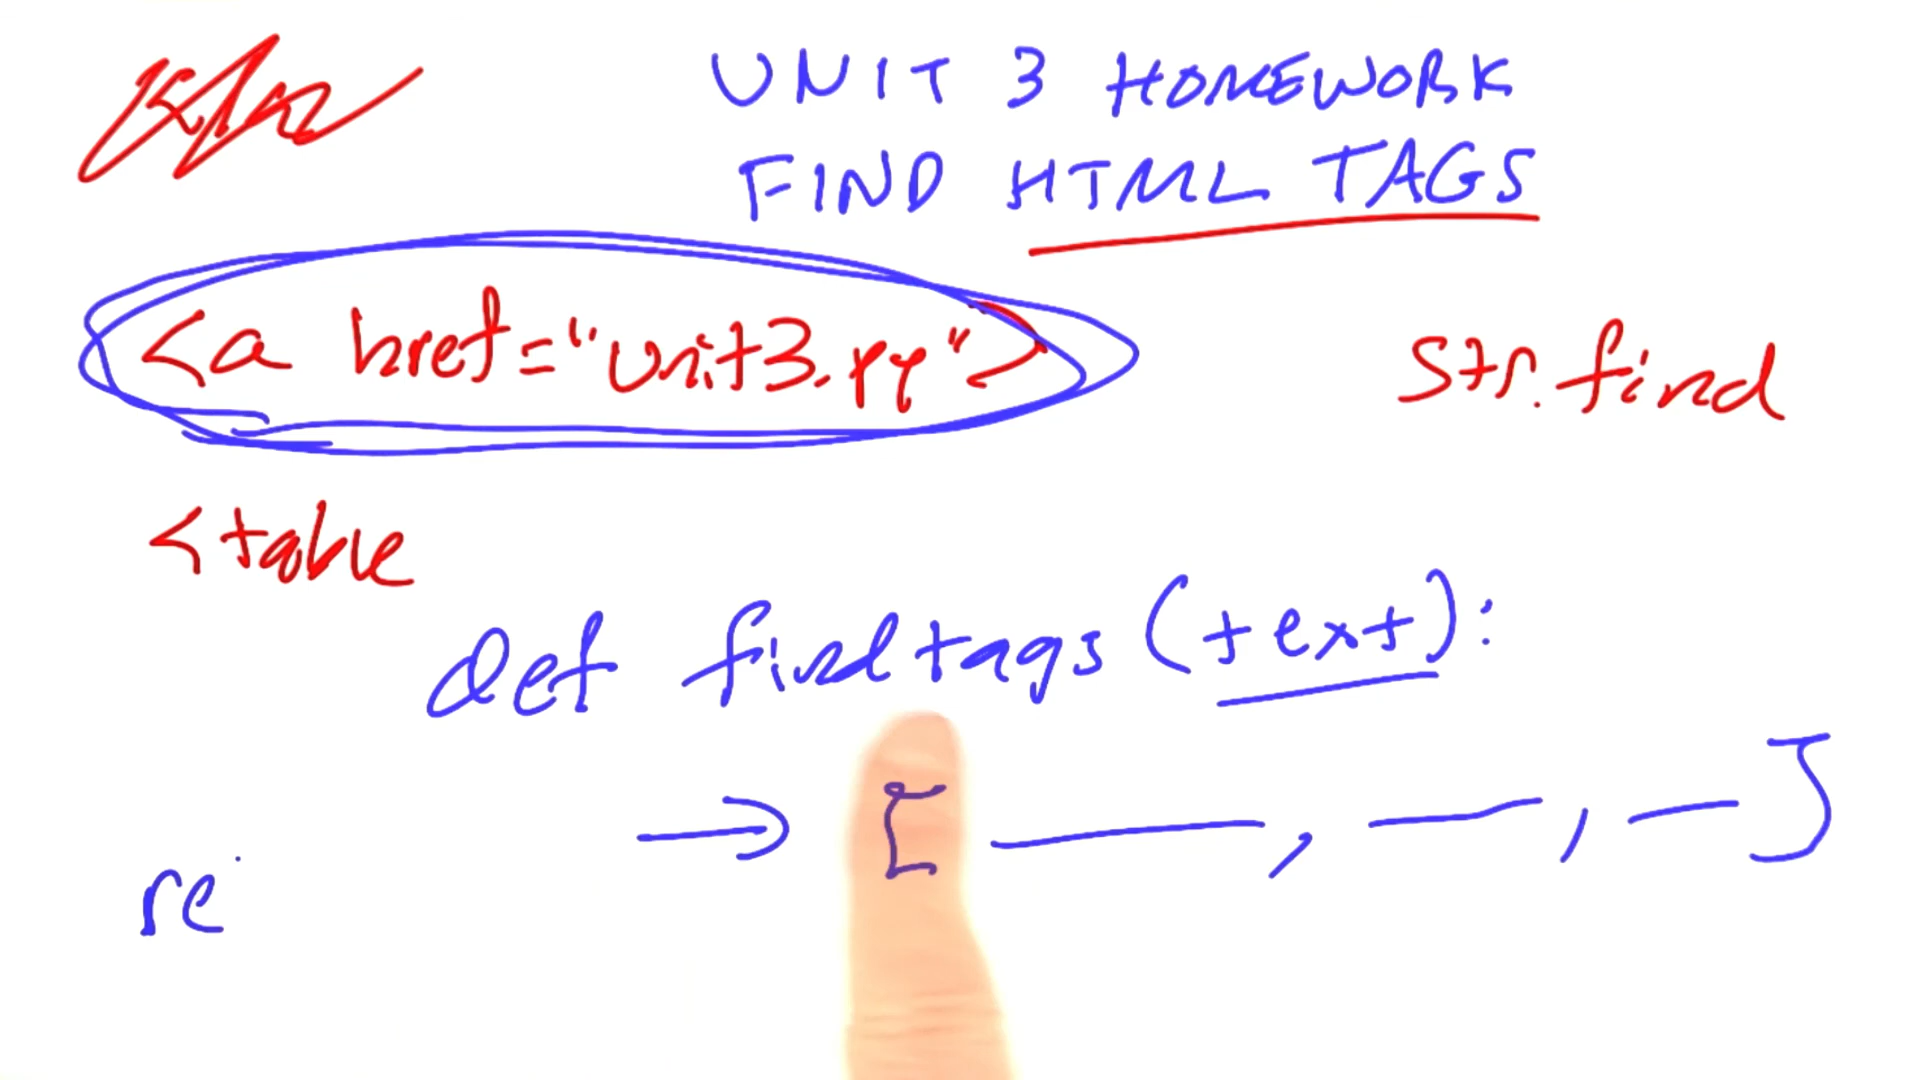 UNIT 3 HOMEWORK
FIND HTML TAGS
<a href="unit3.py">
str.find
<table
def findtags(text):
→ [ ——, ——, — ]
re